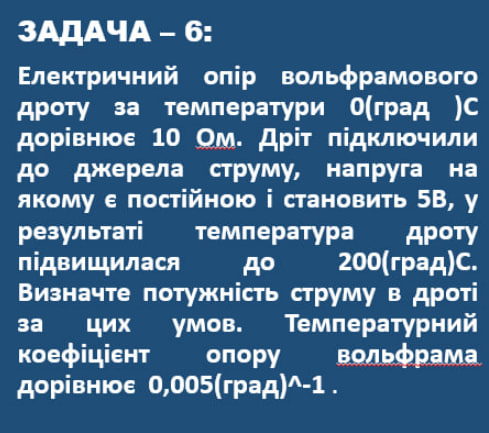 ЗАДАЧА – 6:
Електричний опір вольфрамового
дроту за температури 0(град )С
дорівнює 10 Ом. Дріт підключили
до джерела струму, напруга на
якому є постійною і становить 5В, у
результаті температура дроту
підвищилася до 200(град)С.
Визначте потужність струму в дроті
за цих умов. Температурний
коефіцієнт опору вольфрама
дорівнює 0,005(град)^-1 .